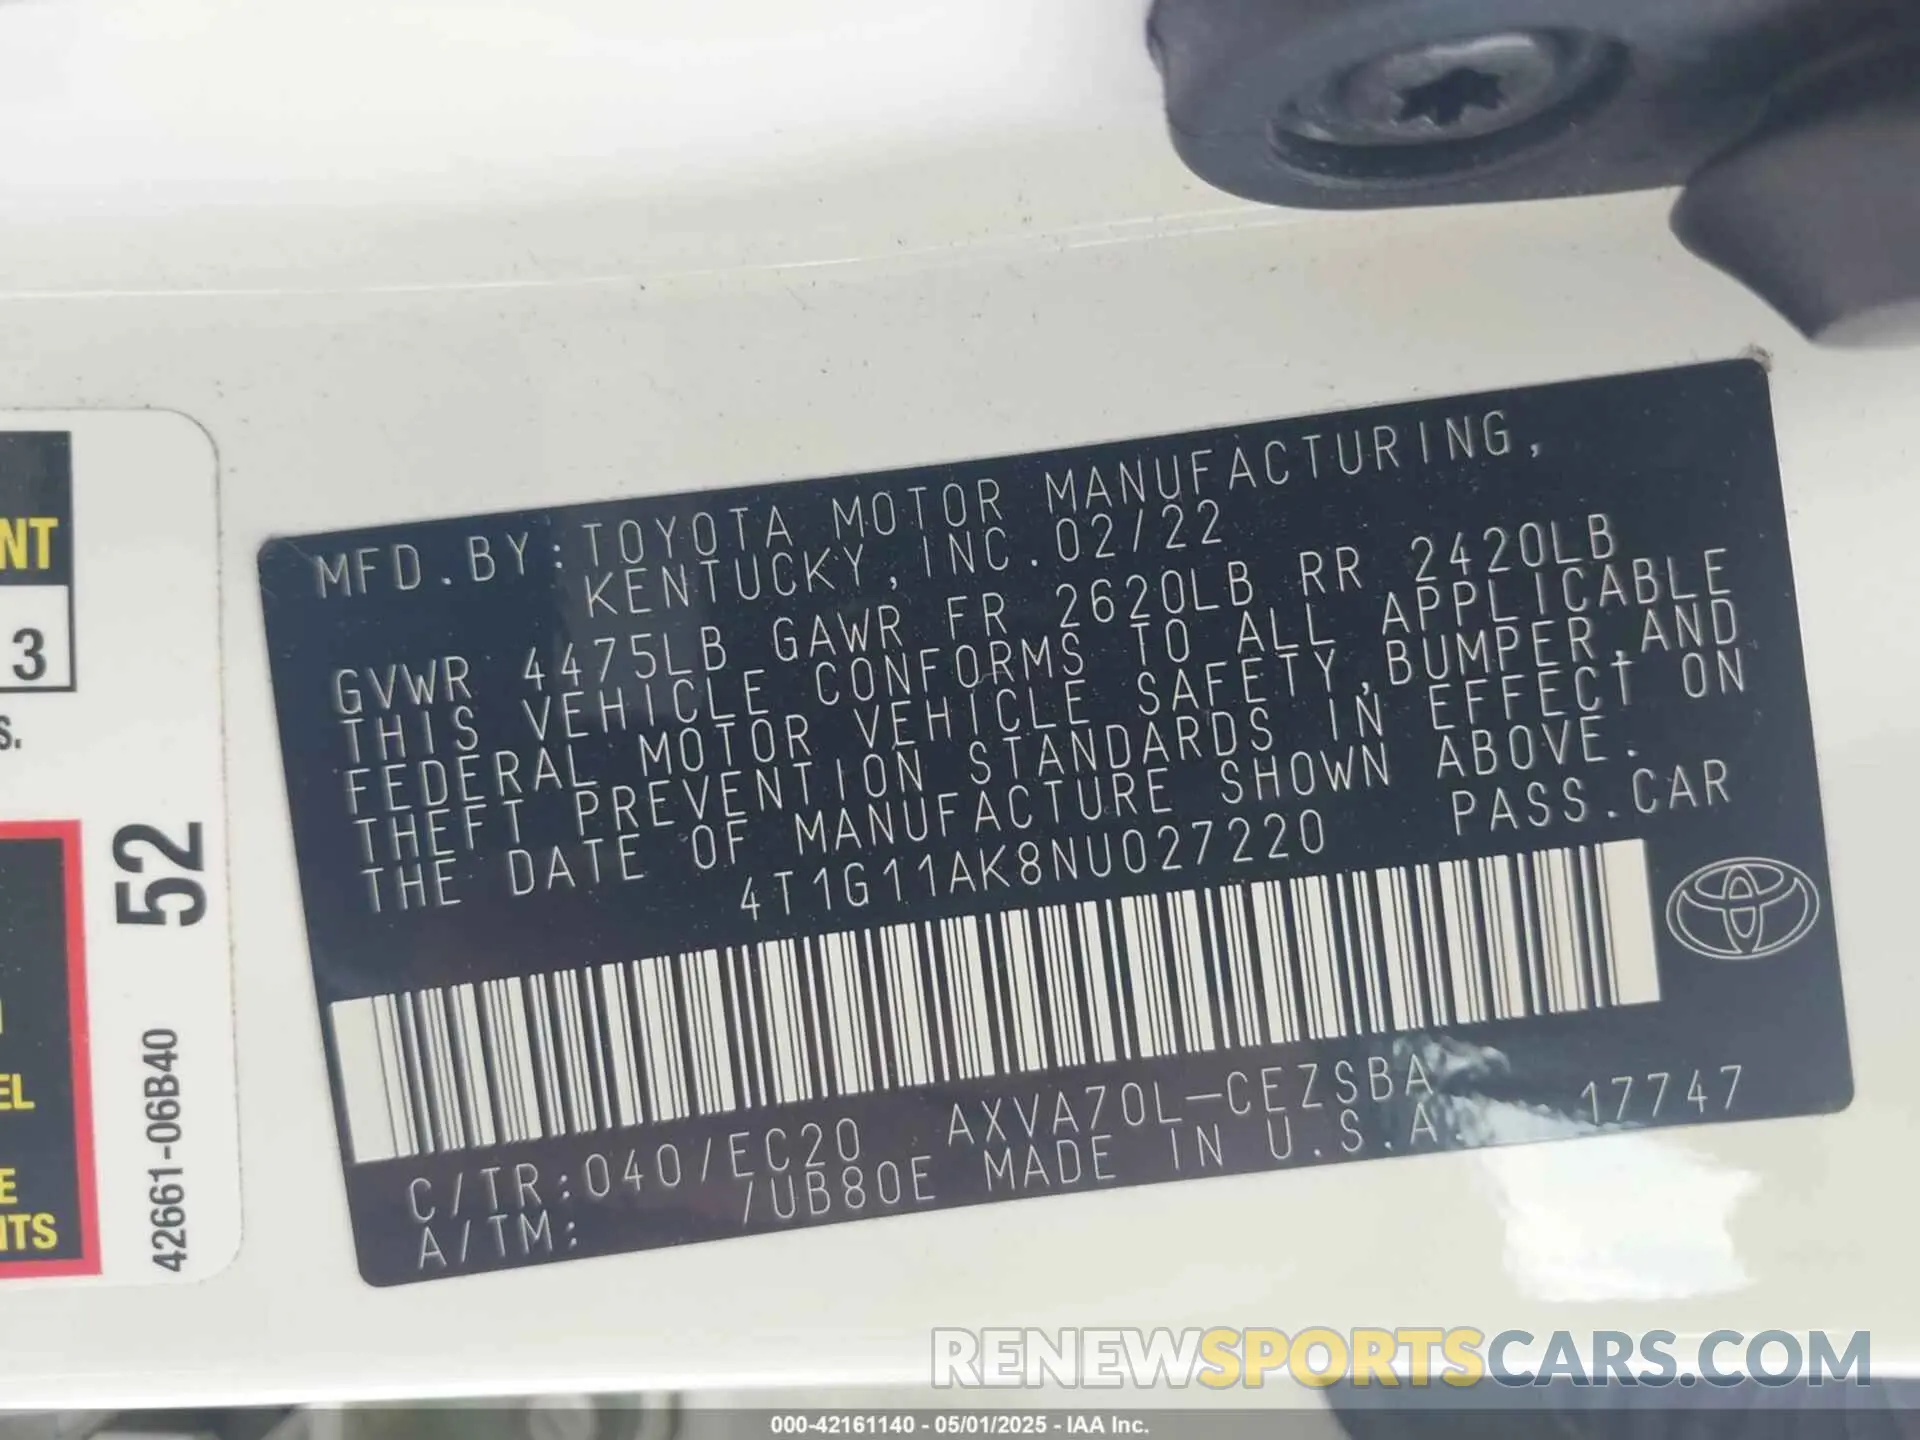 MFD.BY:TOYOTA MOTOR MANUFACTURING,
KENTUCKY,INC.02/22
GVWR 4475LB GAWR FR 2620LB RR 2420LB
THIS VEHICLE CONFORMS TO ALL APPLICABLE
FEDERAL MOTOR VEHICLE SAFETY,BUMPER,AND
THEFT PREVENTION STANDARDS IN EFFECT ON
THE DATE OF MANUFACTURE SHOWN ABOVE.
4T1G11AK8NU027220 PASS.CAR
C/TR:040/EC20 AXVA70L-CEZSBA 17747
A/TM: /UB80E MADE IN U.S.A.
NT
3
S.
52
EL
E
NTS
42661-06B40
RENEWSPORTSCARS.COM
000-42161140 - 05/01/2025 - IAA Inc.